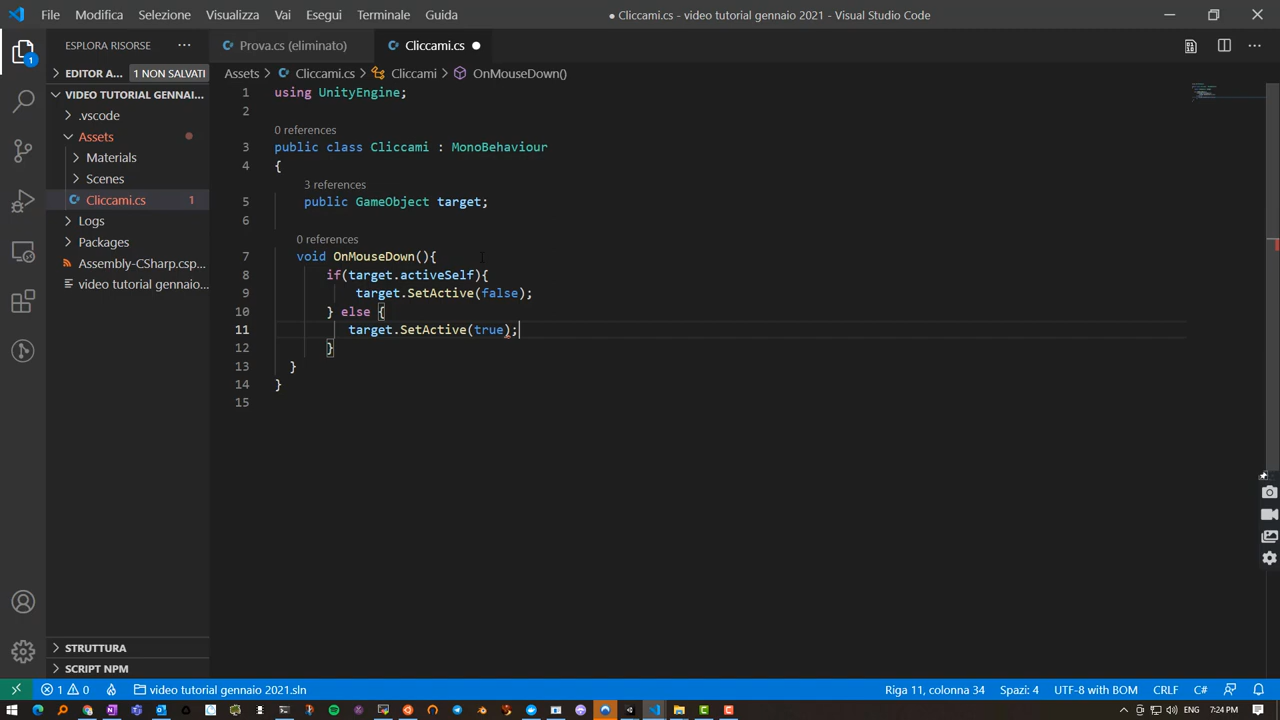 File Modifica Selezione Visualizza Vai Esegui Terminale Guida
● Cliccami.cs - video tutorial gennaio 2021 - Visual Studio Code
ESPLORA RISORSE
Prova.cs (eliminato)
Cliccami.cs
EDITOR A... 1 NON SALVATI
VIDEO TUTORIAL GENNAI...
.vscode
Assets
Materials
Scenes
Cliccami.cs 1
Logs
Packages
Assembly-CSharp.csp...
video tutorial gennaio...
STRUTTURA
SCRIPT NPM
1
Assets > Cliccami.cs > Cliccami > OnMouseDown()
1 using UnityEngine;
2
0 references
3 public class Cliccami : MonoBehaviour
4 {
3 references
5 public GameObject target;
6
0 references
7 void OnMouseDown(){
8 if(target.activeSelf){
9 target.SetActive(false);
10 } else {
11 target.SetActive(true);
12 }
13 }
14 }
15
1 0 video tutorial gennaio 2021.sln
Riga 11, colonna 34 Spazi: 4 UTF-8 with BOM CRLF C#
ENG 7:24 PM